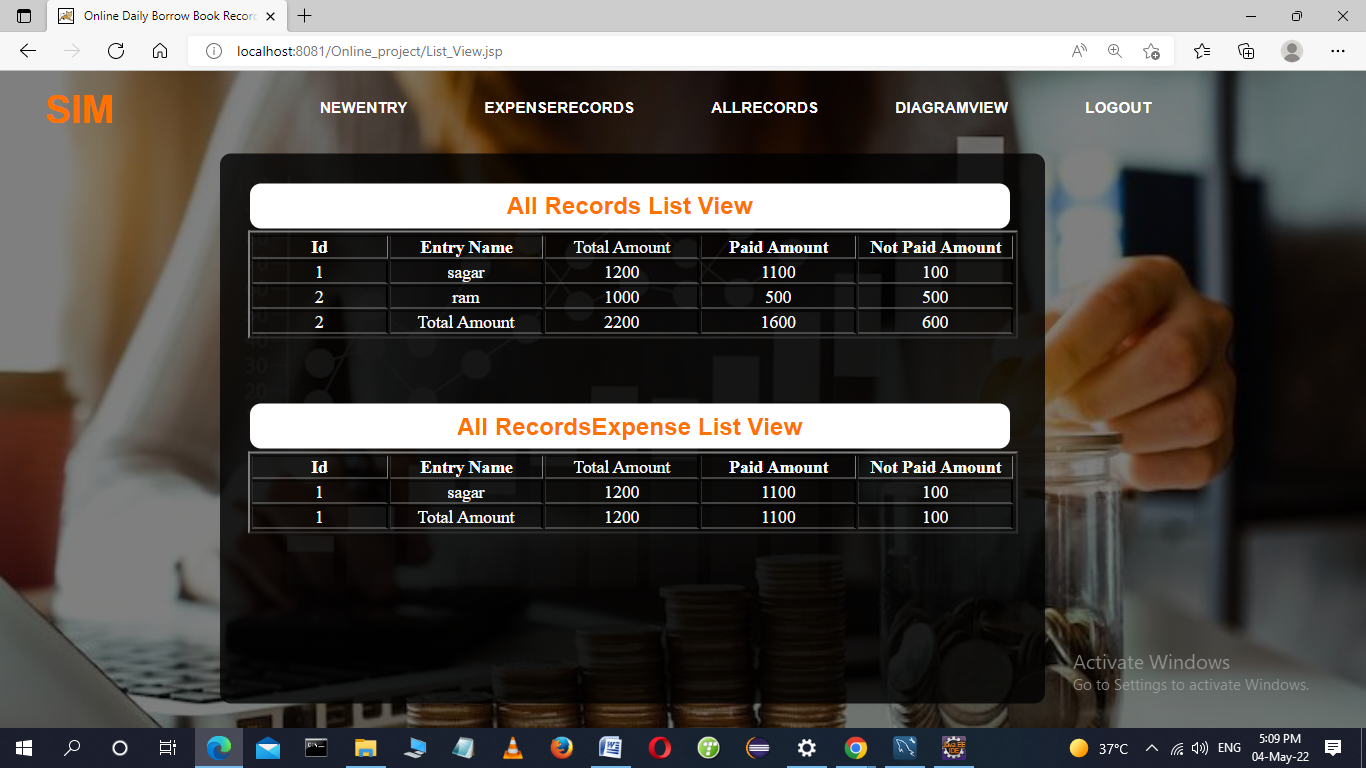 Online Daily Borrow Book Recor
localhost:8081/Online_project/List_View.jsp
SIM NEWENTRY EXPENSERECORDS ALLRECORDS DIAGRAMVIEW LOGOUT
All Records List View
Id Entry Name Total Amount Paid Amount Not Paid Amount
1 sagar 1200 1100 100
2 ram 1000 500 500
2 Total Amount 2200 1600 600
All RecordsExpense List View
Id Entry Name Total Amount Paid Amount Not Paid Amount
1 sagar 1200 1100 100
1 Total Amount 1200 1100 100
Activate Windows
Go to Settings to activate Windows.
37°C ENG 5:09 PM
04-May-22